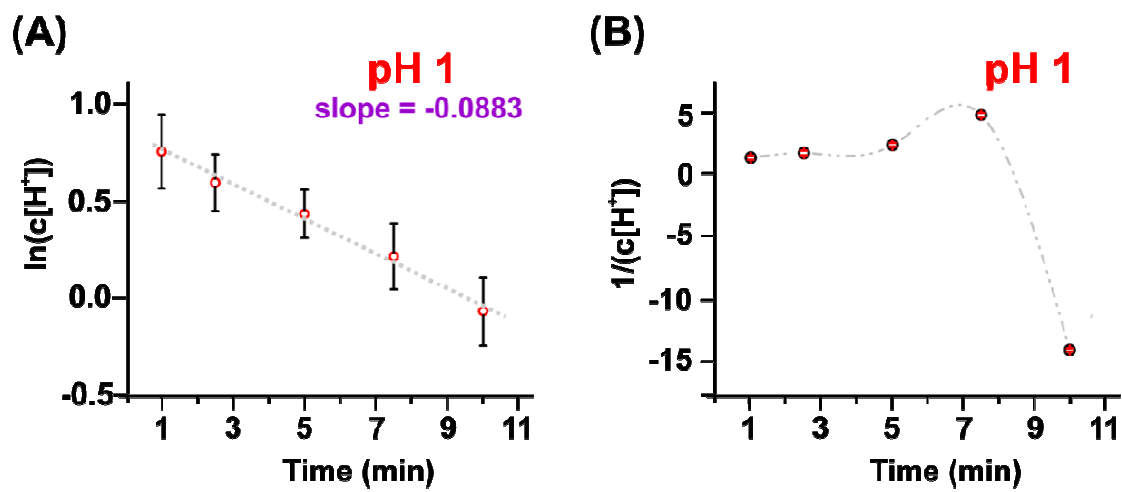 (A)
pH 1
slope = -0.0883
ln(c[H⁺])
1.0
0.5
0.0
-0.5
1 3 5 7 9 11
Time (min)
(B)
pH 1
1/(c[H⁺])
5
0
-5
-10
-15
1 3 5 7 9 11
Time (min)